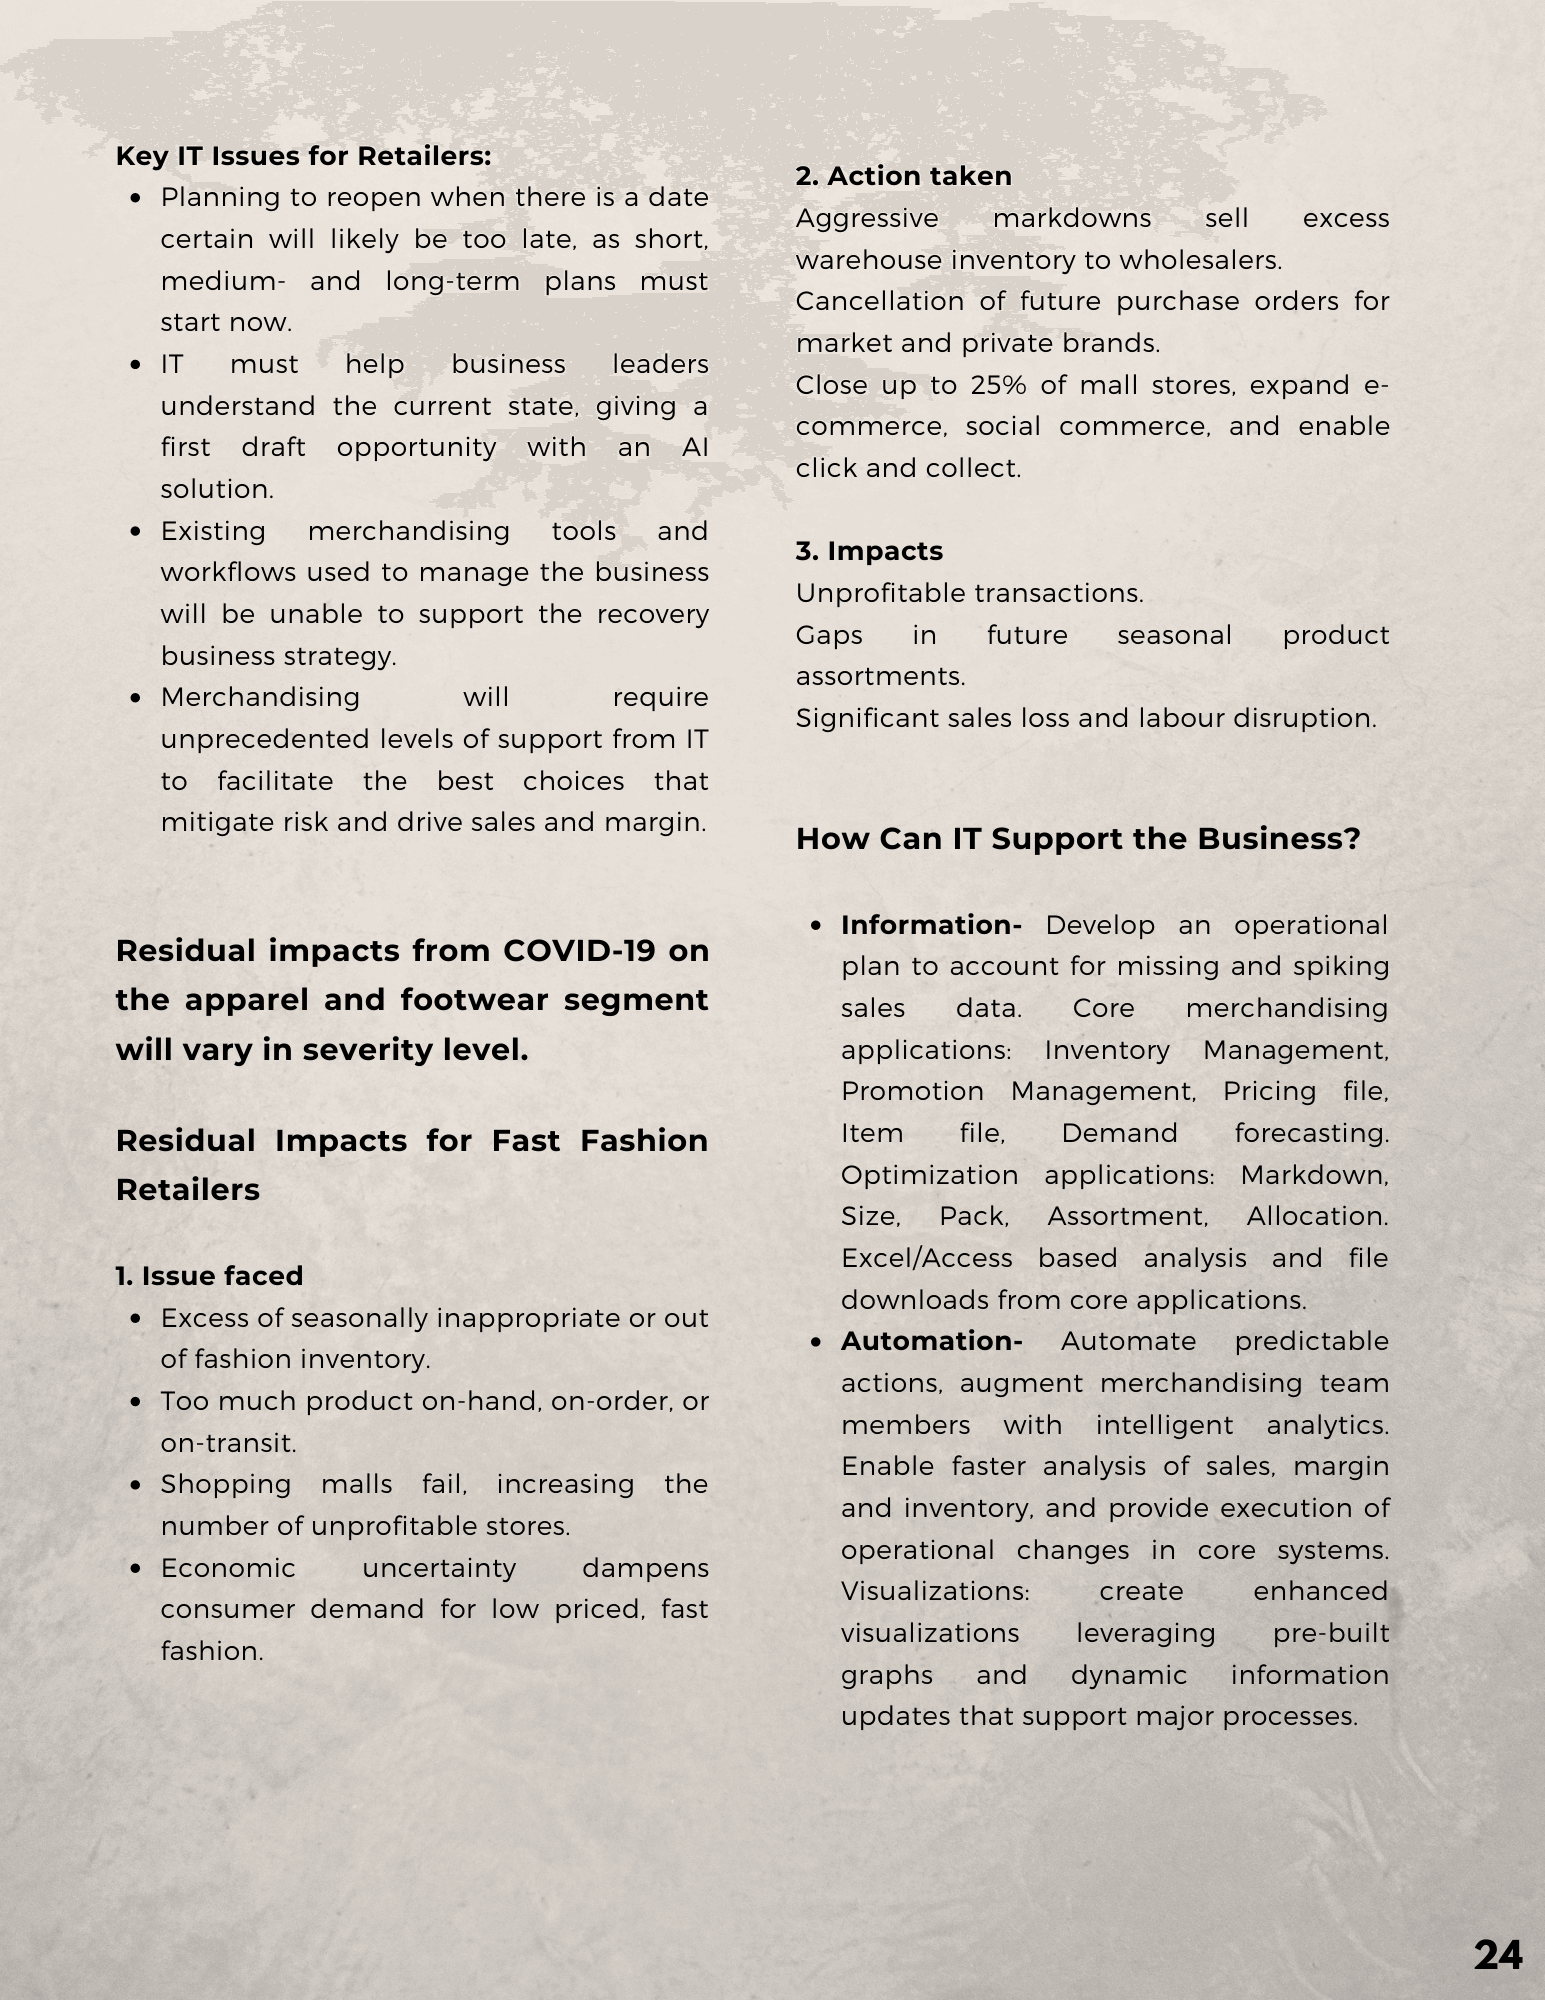 Key IT Issues for Retailers:
• Planning to reopen when there is a date
certain will likely be too late, as short,
medium- and long-term plans must
start now.
• IT must help business leaders
understand the current state, giving a
first draft opportunity with an AI
solution.
• Existing merchandising tools and
workflows used to manage the business
will be unable to support the recovery
business strategy.
• Merchandising will require
unprecedented levels of support from IT
to facilitate the best choices that
mitigate risk and drive sales and margin.
Residual impacts from COVID-19 on
the apparel and footwear segment
will vary in severity level.
Residual Impacts for Fast Fashion
Retailers
1. Issue faced
• Excess of seasonally inappropriate or out
of fashion inventory.
• Too much product on-hand, on-order, or
on-transit.
• Shopping malls fail, increasing the
number of unprofitable stores.
• Economic uncertainty dampens
consumer demand for low priced, fast
fashion.
2. Action taken
Aggressive markdowns sell excess
warehouse inventory to wholesalers.
Cancellation of future purchase orders for
market and private brands.
Close up to 25% of mall stores, expand e-
commerce, social commerce, and enable
click and collect.
3. Impacts
Unprofitable transactions.
Gaps in future seasonal product
assortments.
Significant sales loss and labour disruption.
How Can IT Support the Business?
• Information- Develop an operational
plan to account for missing and spiking
sales data. Core merchandising
applications: Inventory Management,
Promotion Management, Pricing file,
Item file, Demand forecasting.
Optimization applications: Markdown,
Size, Pack, Assortment, Allocation.
Excel/Access based analysis and file
downloads from core applications.
• Automation- Automate predictable
actions, augment merchandising team
members with intelligent analytics.
Enable faster analysis of sales, margin
and inventory, and provide execution of
operational changes in core systems.
Visualizations: create enhanced
visualizations leveraging pre-built
graphs and dynamic information
updates that support major processes.
24